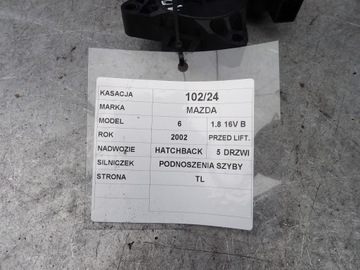 KASACJA 102/24
MARKA MAZDA
MODEL 6 1.8 16V B
ROK 2002 PRZED LIFT.
NADWOZIE HATCHBACK 5 DRZWI
SILNICZEK PODNOSZENIA SZYBY
STRONA TL